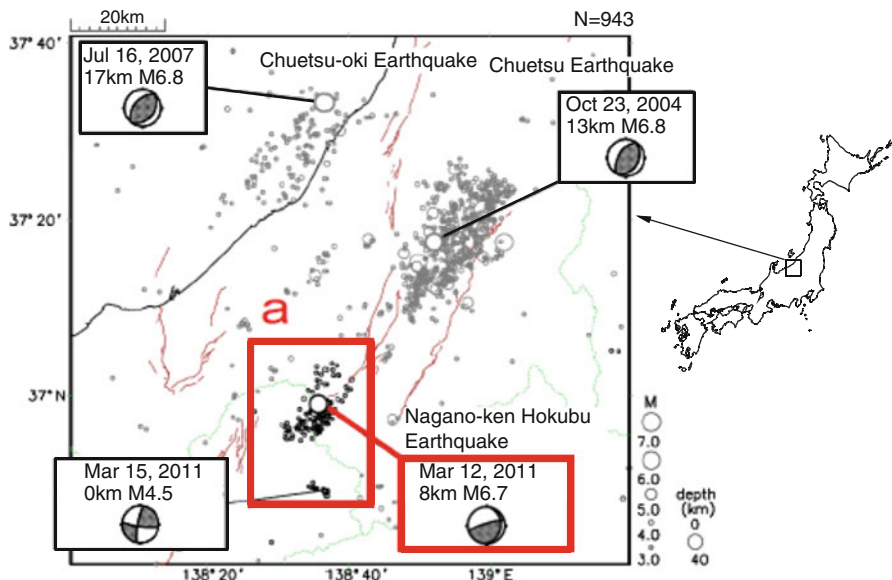 20km
N=943
37° 40'
Jul 16, 2007
17km M6.8
Chuetsu-oki Earthquake
Chuetsu Earthquake
Oct 23, 2004
13km M6.8
37° 20'
a
37°N
Nagano-ken Hokubu
Earthquake
Mar 15, 2011
0km M4.5
Mar 12, 2011
8km M6.7
M
7.0
6.0
5.0
4.0
3.0
depth
(km)
0
40
138° 20'
138° 40'
139°E